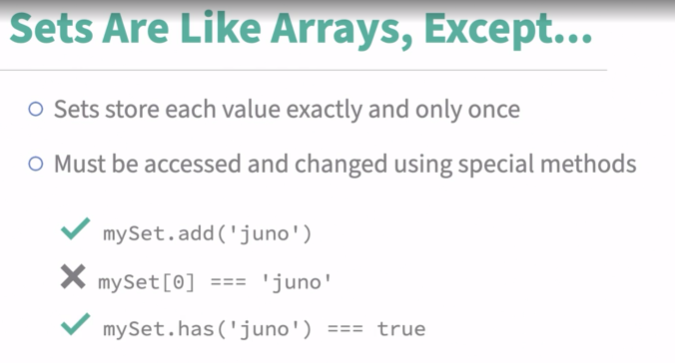 Sets Are Like Arrays, Except...
Sets store each value exactly and only once
Must be accessed and changed using special methods
mySet.add('juno')
mySet[0] === 'juno'
mySet.has('juno') === true